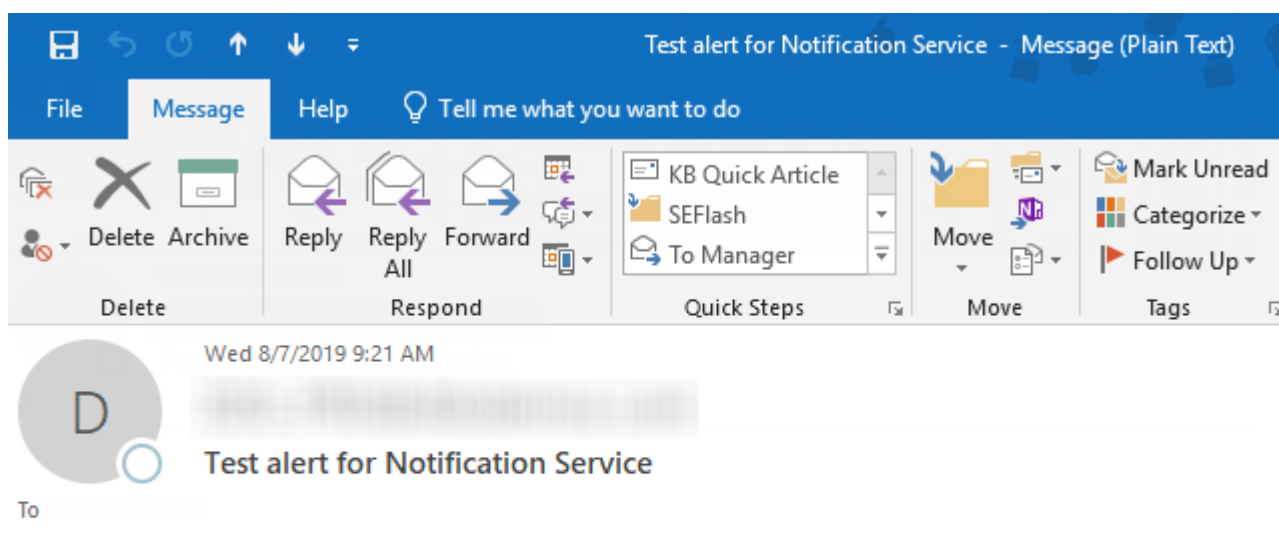 Test alert for Notification Service - Message (Plain Text)
File Message Help Tell me what you want to do
Delete Archive
Reply Reply All Forward
KB Quick Article
SEFlash
To Manager
Move
Mark Unread
Categorize
Follow Up
Delete Respond Quick Steps Move Tags
Wed 8/7/2019 9:21 AM
D
Test alert for Notification Service
To